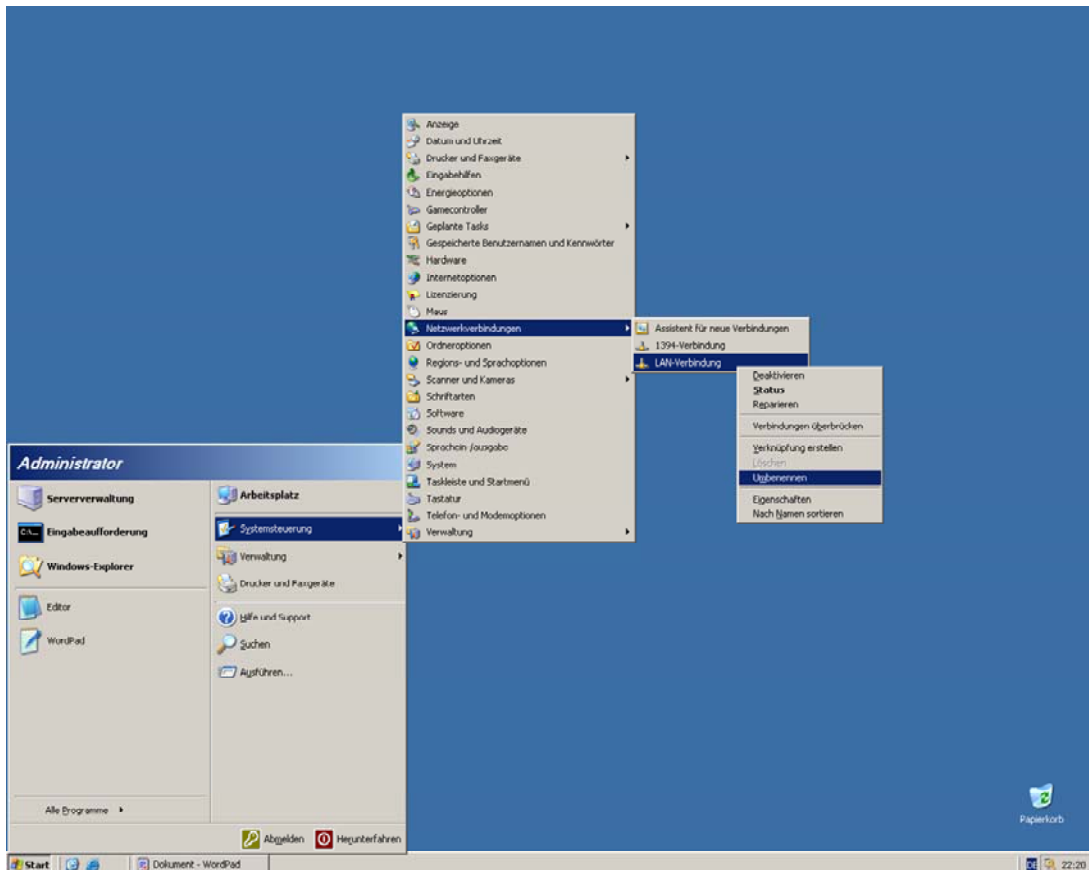 Anzeige
Datum und Uhrzeit
Drucker und Faxgeräte
Eingabehilfen
Energieoptionen
Gamecontroller
Geplante Tasks
Gespeicherte Benutzernamen und Kennwörter
Hardware
Internetoptionen
Lizenzierung
Maus
Netzwerkverbindungen
Ordneroptionen
Regions- und Sprachoptionen
Scanner und Kameras
Schriftarten
Software
Sounds und Audiogeräte
Sprachein-/ausgabe
System
Taskleiste und Startmenü
Tastatur
Telefon- und Modemoptionen
Verwaltung
Assistent für neue Verbindungen
1394-Verbindung
LAN-Verbindung
Deaktivieren
Status
Reparieren
Verbindungen überbrücken
Verknüpfung erstellen
Löschen
Umbenennen
Eigenschaften
Nach Namen sortieren
Administrator
Serververwaltung
Eingabeaufforderung
Windows-Explorer
Editor
WordPad
Alle Programme
Arbeitsplatz
Systemsteuerung
Verwaltung
Drucker und Faxgeräte
Hilfe und Support
Suchen
Ausführen...
Abmelden
Herunterfahren
Papierkorb
Start
Dokument - WordPad
DE
22:20